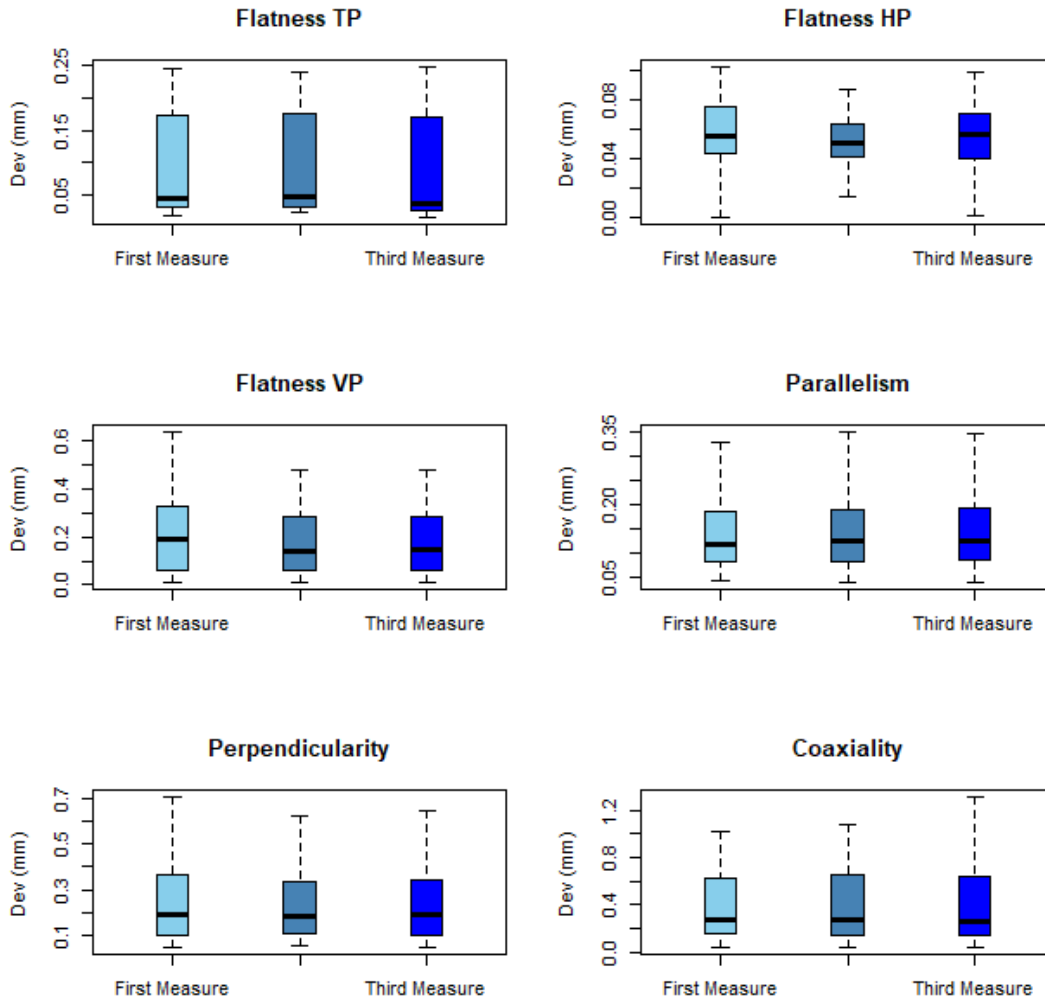 Flatness TP
Dev (mm)
0.25
0.15
0.05
First Measure Third Measure
Flatness HP
Dev (mm)
0.08
0.04
0.00
First Measure Third Measure
Flatness VP
Dev (mm)
0.6
0.4
0.2
0.0
First Measure Third Measure
Parallelism
Dev (mm)
0.35
0.20
0.05
First Measure Third Measure
Perpendicularity
Dev (mm)
0.7
0.5
0.3
0.1
First Measure Third Measure
Coaxiality
Dev (mm)
1.2
0.8
0.4
0.0
First Measure Third Measure